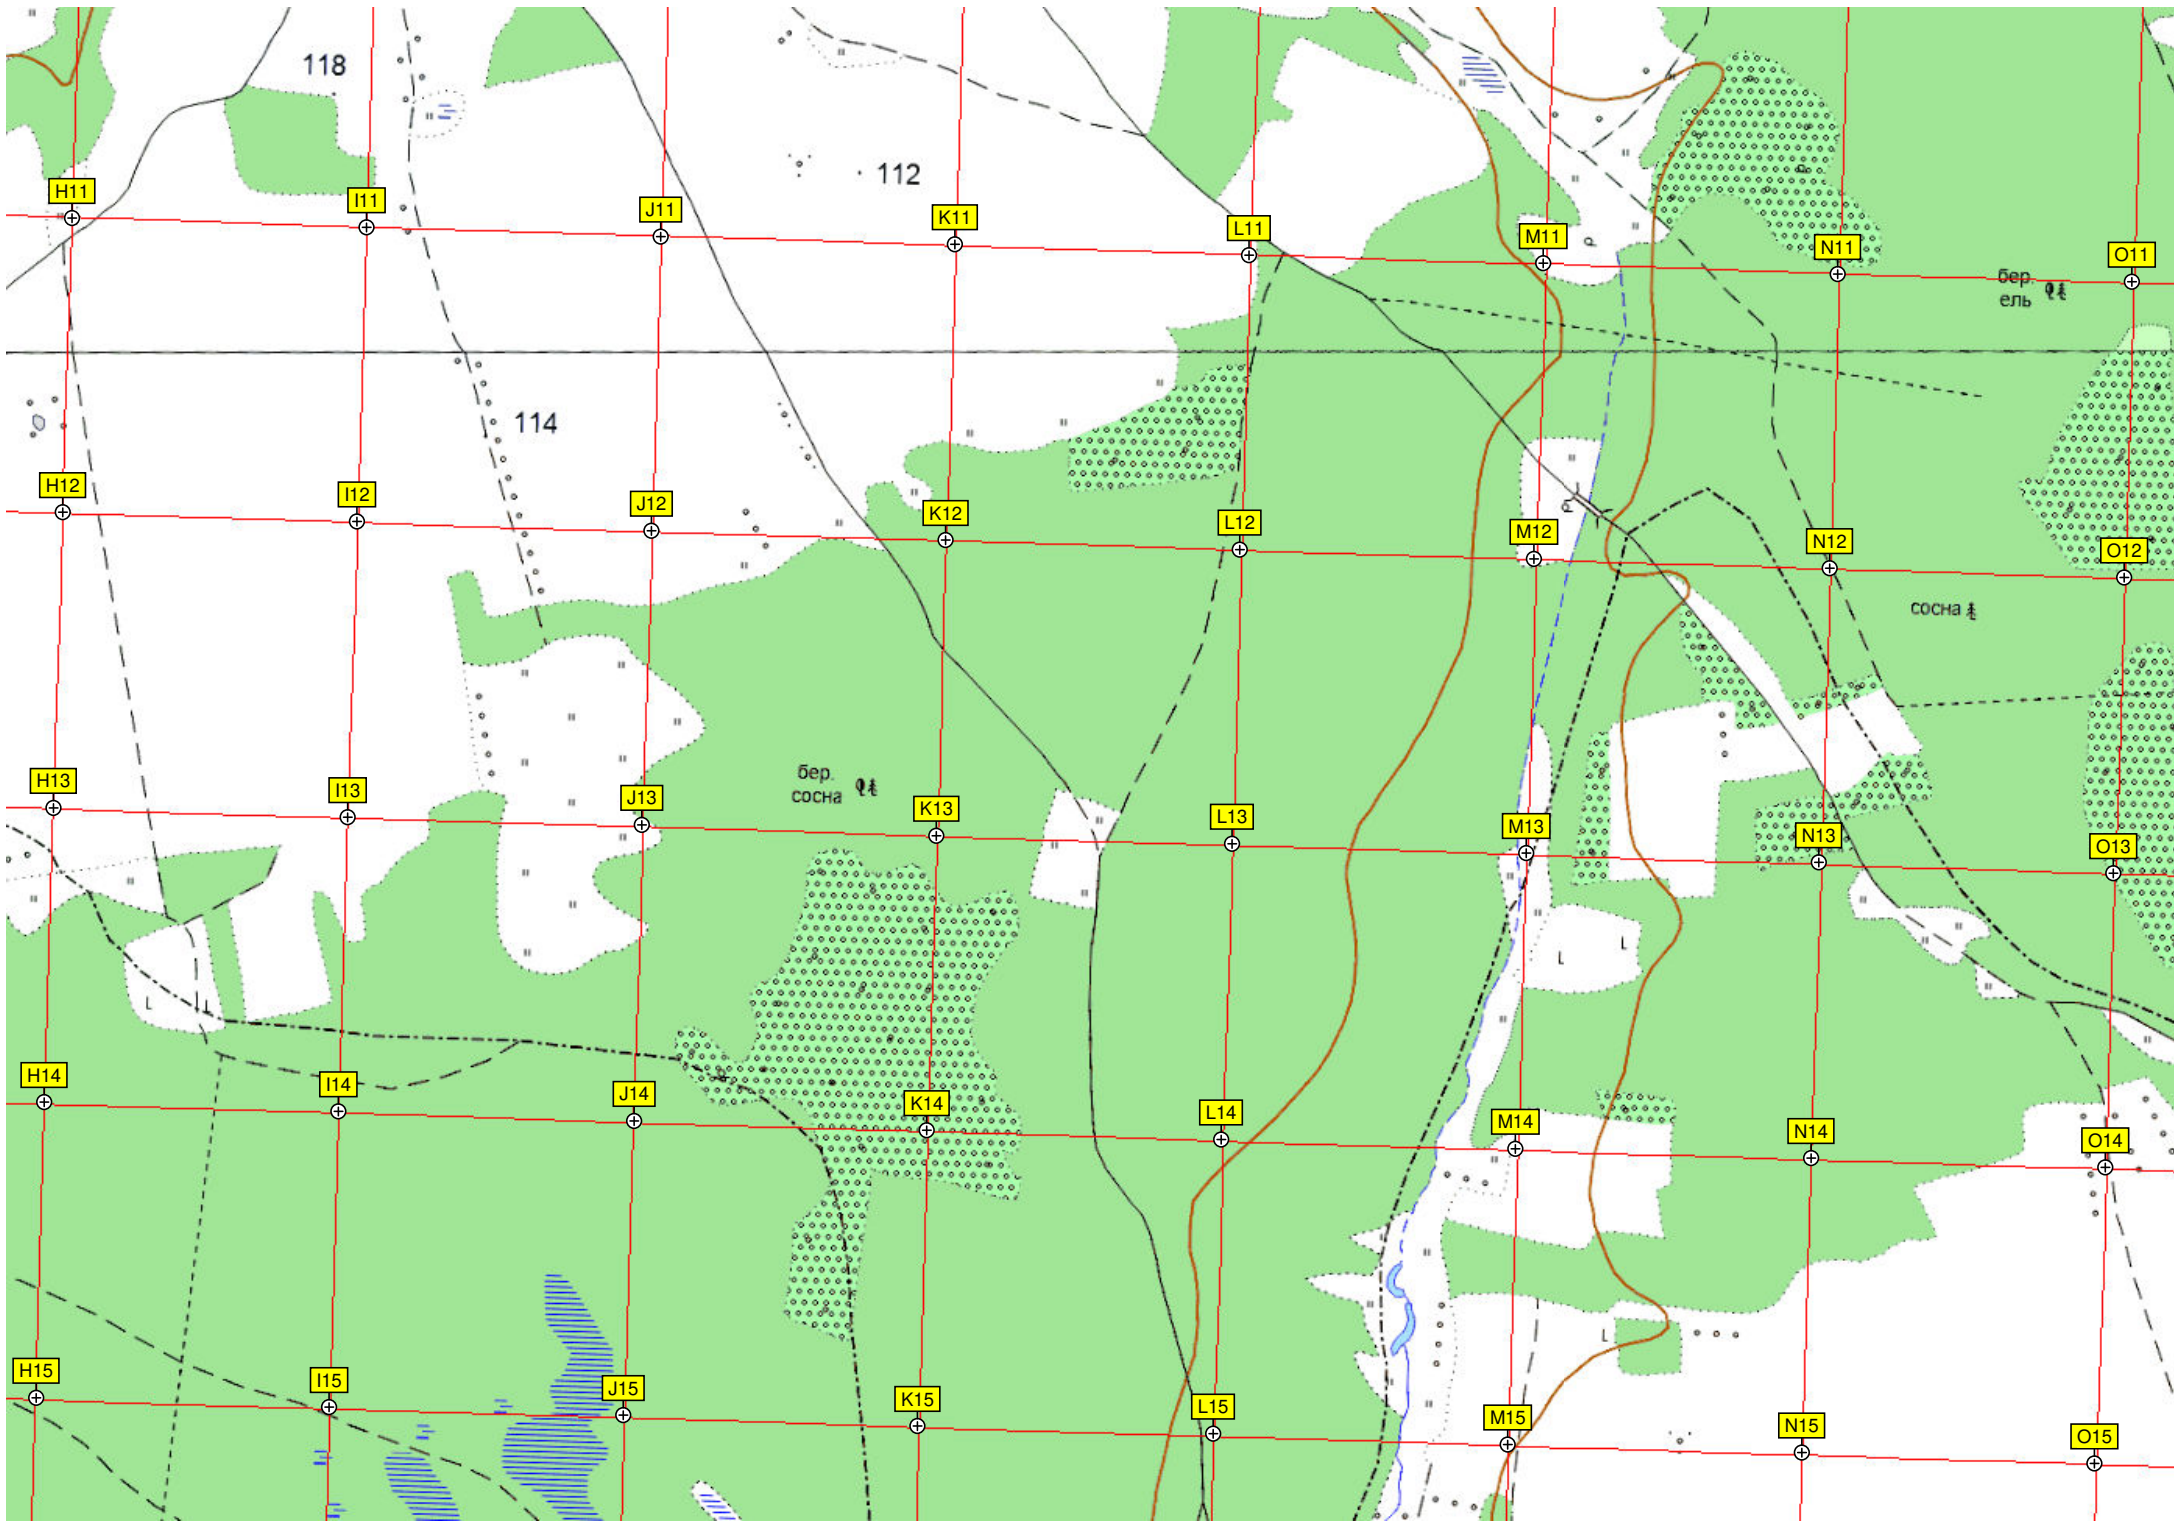 118
112
H11 I11 J11 K11 L11 M11 N11 O11
бер.
ель
114
H12 I12 J12 K12 L12 M12 N12 O12
сосна
бер.
сосна
H13 I13 J13 K13 L13 M13 N13 O13
H14 I14 J14 K14 L14 M14 N14 O14
H15 I15 J15 K15 L15 M15 N15 O15